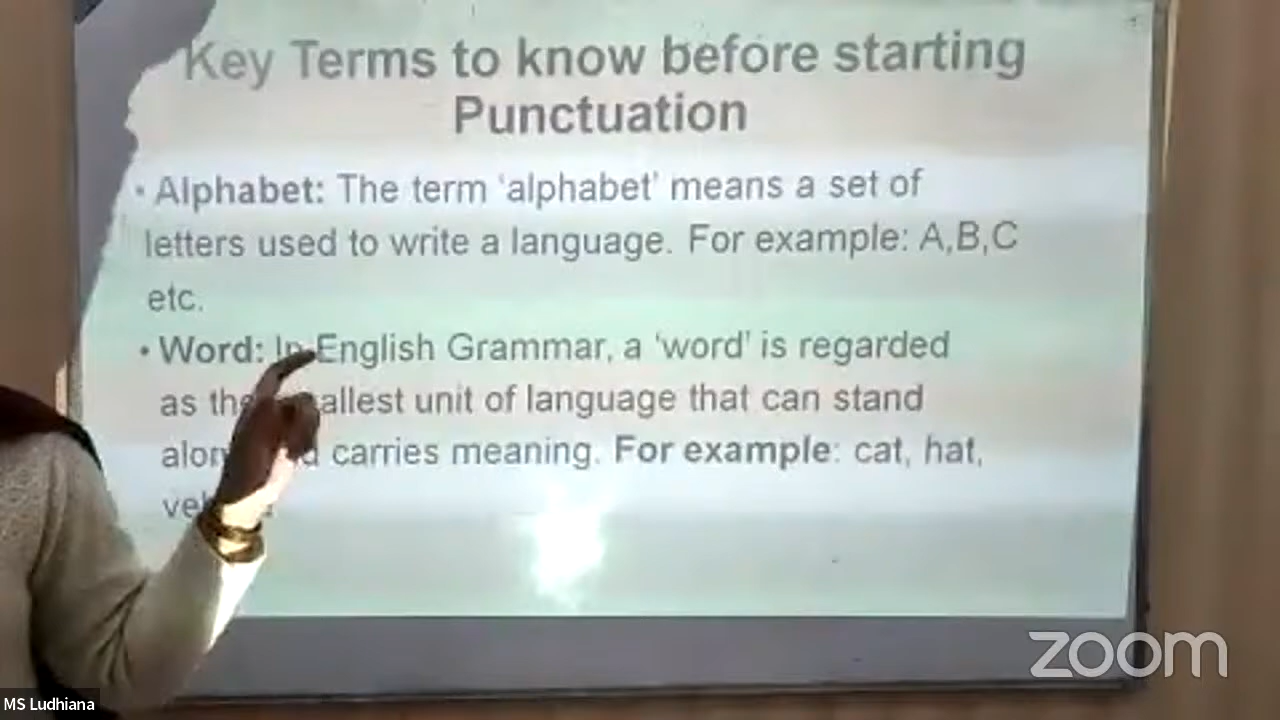 Key Terms to know before starting
Punctuation
• Alphabet: The term ‘alphabet’ means a set of
letters used to write a language. For example: A,B,C
etc.
• Word: In English Grammar, a ‘word’ is regarded
as the unit of language that can stand
carries meaning. For example: cat, hat,
zoom
MS Ludhiana